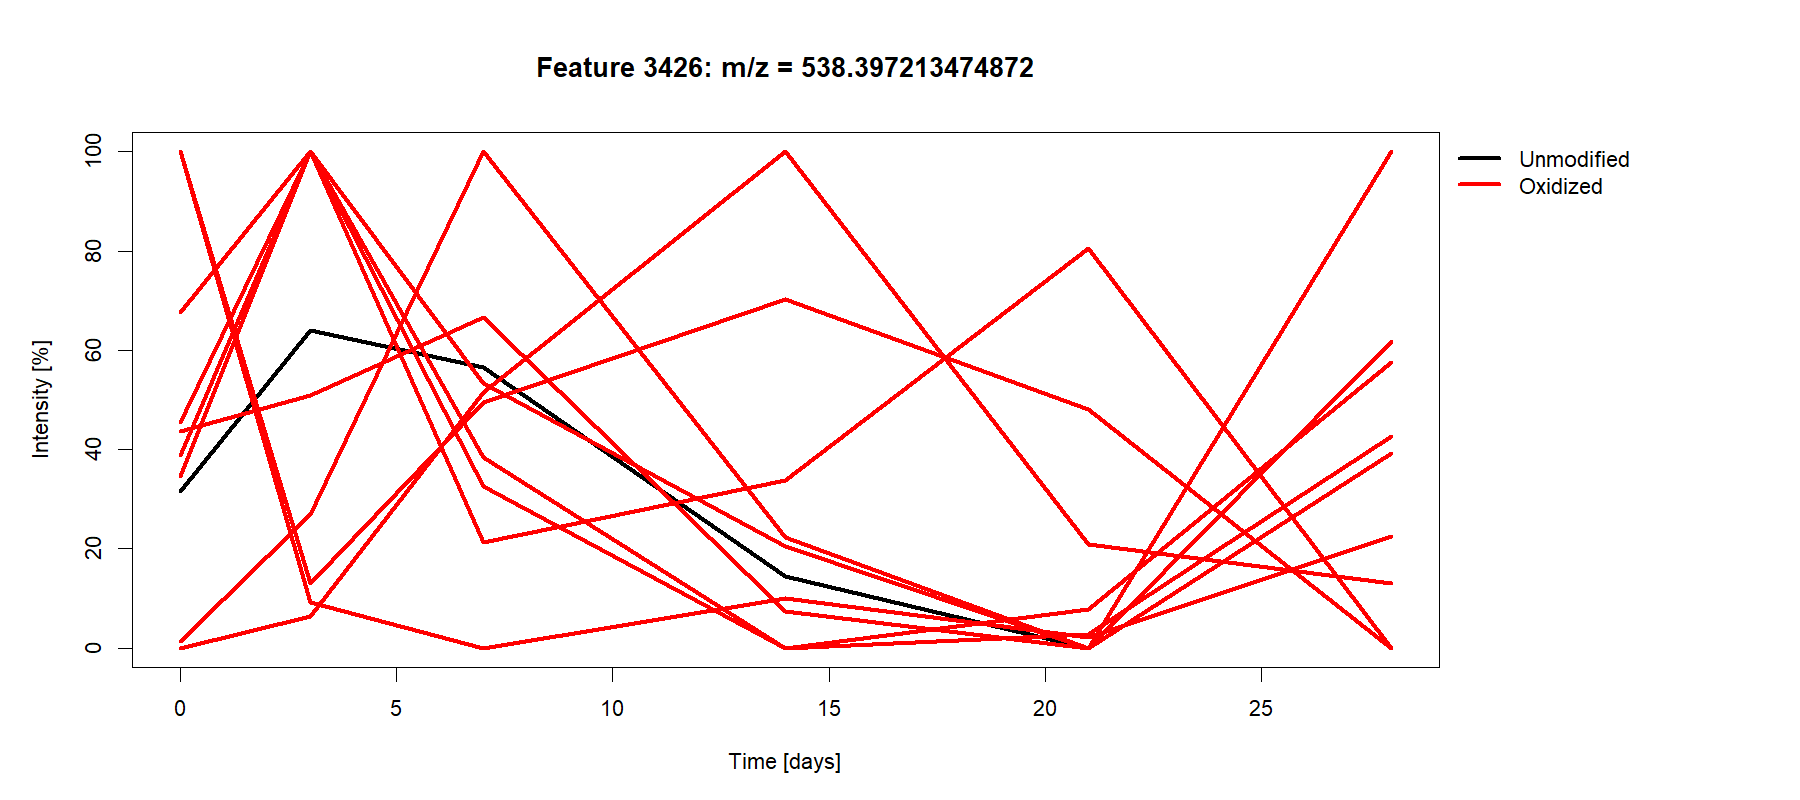 Feature 3426: m/z = 538.397213474872
Unmodified
Oxidized
Intensity [%]
100
80
60
40
20
0
0 5 10 15 20 25
Time [days]